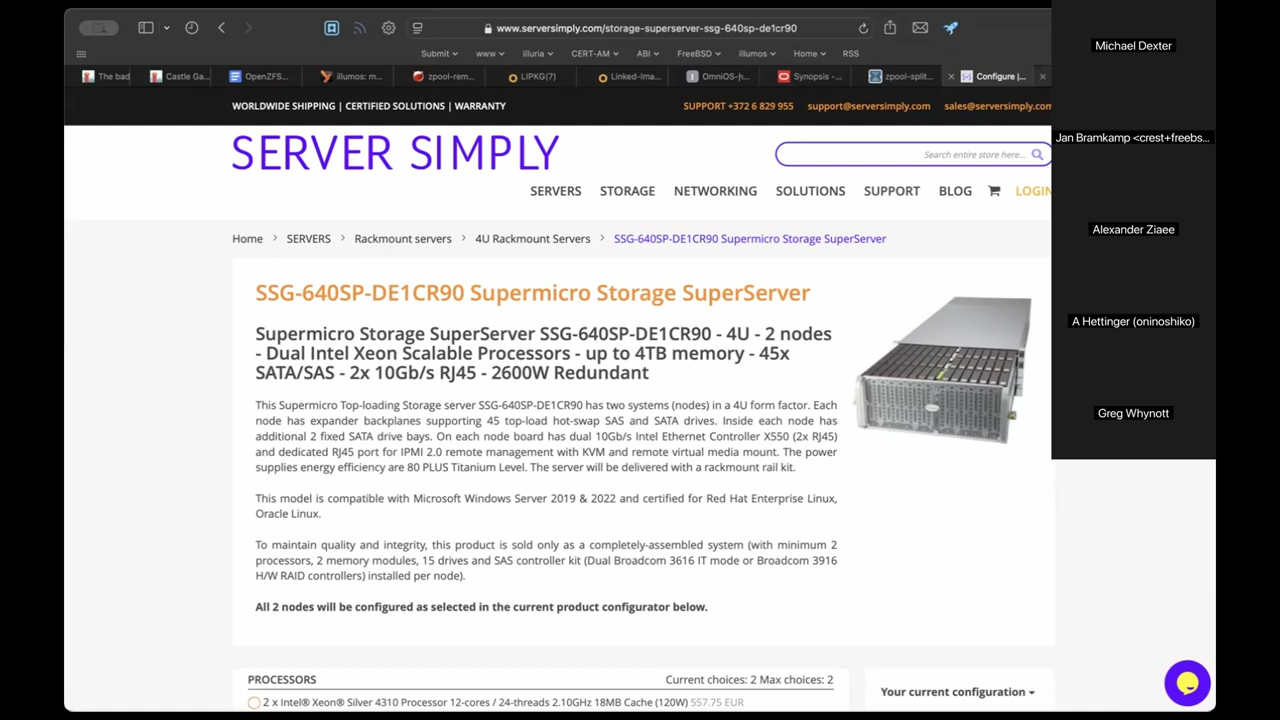 www.serversimply.com/storage-superserver-ssg-640sp-de1cr90
Submit www illuria CERT-AM ABI FreeBSD illumos Home RSS
The bad Castle Ga... OpenZFS... illumos: m... zpool-rem... LIPKG(7) Linked-Ima... OmniOS-h... Synopsis -... zpool-split... Configure |...
WORLDWIDE SHIPPING | CERTIFIED SOLUTIONS | WARRANTY
SUPPORT +372 6 829 955 support@serversimply.com sales@serversimply.com
SERVER SIMPLY
Search entire store here...
SERVERS STORAGE NETWORKING SOLUTIONS SUPPORT BLOG LOGIN
Home > SERVERS > Rackmount servers > 4U Rackmount Servers > SSG-640SP-DE1CR90 Supermicro Storage SuperServer
SSG-640SP-DE1CR90 Supermicro Storage SuperServer
Supermicro Storage SuperServer SSG-640SP-DE1CR90 - 4U - 2 nodes
- Dual Intel Xeon Scalable Processors - up to 4TB memory - 45x
SATA/SAS - 2x 10Gb/s RJ45 - 2600W Redundant
This Supermicro Top-loading Storage server SSG-640SP-DE1CR90 has two systems (nodes) in a 4U form factor. Each
node has expander backplanes supporting 45 top-load hot-swap SAS and SATA drives. Inside each node has
additional 2 fixed SATA drive bays. On each node board has dual 10Gb/s Intel Ethernet Controller X550 (2x RJ45)
and dedicated RJ45 port for IPMI 2.0 remote management with KVM and remote virtual media mount. The power
supplies energy efficiency are 80 PLUS Titanium Level. The server will be delivered with a rackmount rail kit.
This model is compatible with Microsoft Windows Server 2019 & 2022 and certified for Red Hat Enterprise Linux,
Oracle Linux.
To maintain quality and integrity, this product is sold only as a completely-assembled system (with minimum 2
processors, 2 memory modules, 15 drives and SAS controller kit (Dual Broadcom 3616 IT mode or Broadcom 3916
H/W RAID controllers) installed per node).
All 2 nodes will be configured as selected in the current product configurator below.
PROCESSORS
Current choices: 2 Max choices: 2
2 x Intel® Xeon® Silver 4310 Processor 12-cores / 24-threads 2.10GHz 18MB Cache (120W) 557.75 EUR
Your current configuration
Michael Dexter
Jan Bramkamp <crest+freebs...
Alexander Ziaee
A Hettinger (oninoshiko)
Greg Whynott